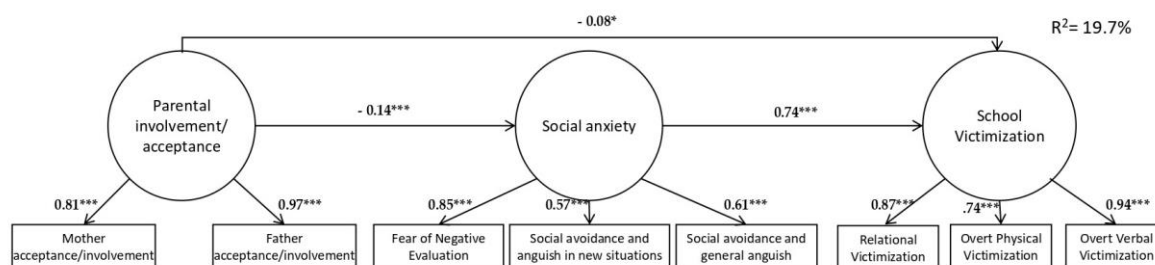 - 0.08*
R²= 19.7%
Parental
involvement/
acceptance
- 0.14***
Social anxiety
0.74***
School
Victimization
0.81***
0.97***
0.85***
0.57***
0.61***
0.87***
.74***
0.94***
Mother
acceptance/involvement
Father
acceptance/involvement
Fear of Negative
Evaluation
Social avoidance and
anguish in new situations
Social avoidance and
general anguish
Relational
Victimization
Overt Physical
Victimization
Overt Verbal
Victimization